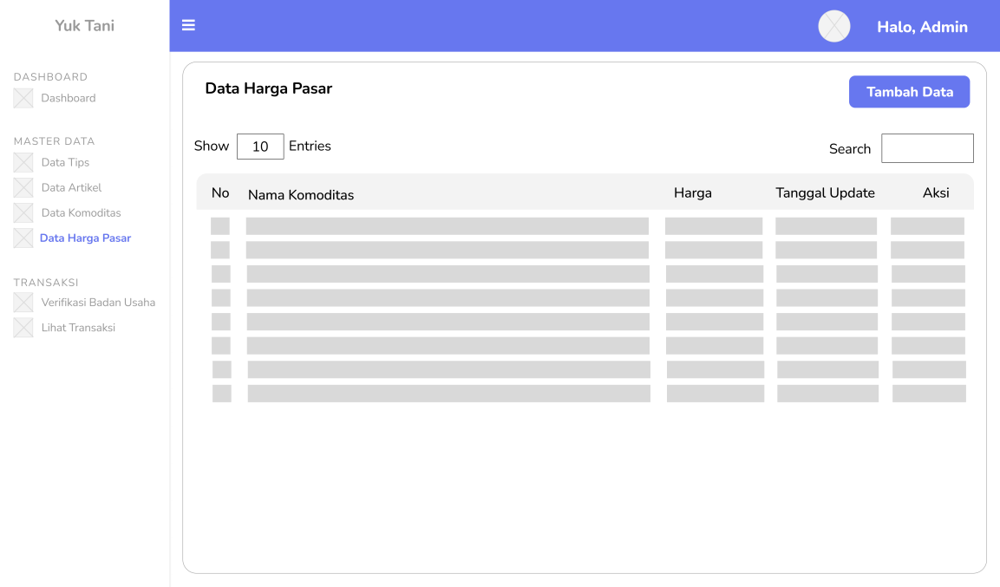 Yuk Tani
Halo, Admin
DASHBOARD
Dashboard
MASTER DATA
Data Tips
Data Artikel
Data Komoditas
Data Harga Pasar
TRANSAKSI
Verifikasi Badan Usaha
Lihat Transaksi
Data Harga Pasar
Tambah Data
Show 10 Entries
Search
No Nama Komoditas Harga Tanggal Update Aksi